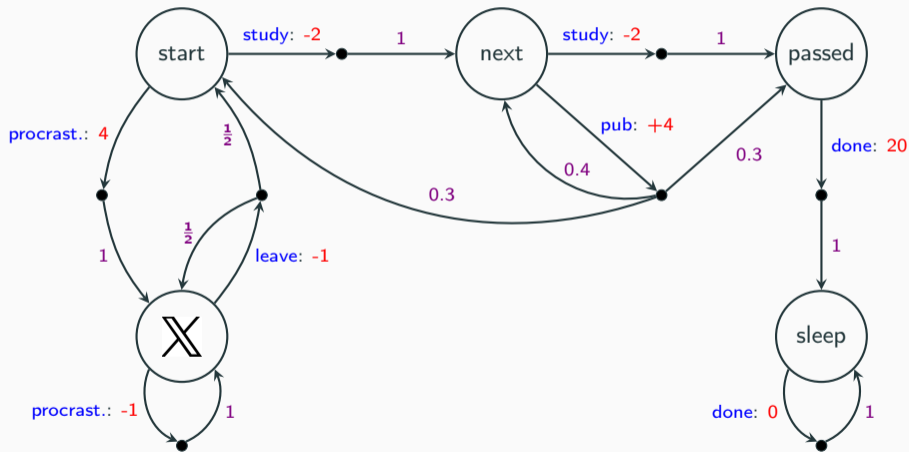 start
study: -2
1
next
study: -2
1
passed
procrast.: 4
1/2
pub: +4
0.3
done: 20
0.4
0.3
1
1/2
leave: -1
1
𝕏
sleep
procrast.: -1
1
done: 0
1